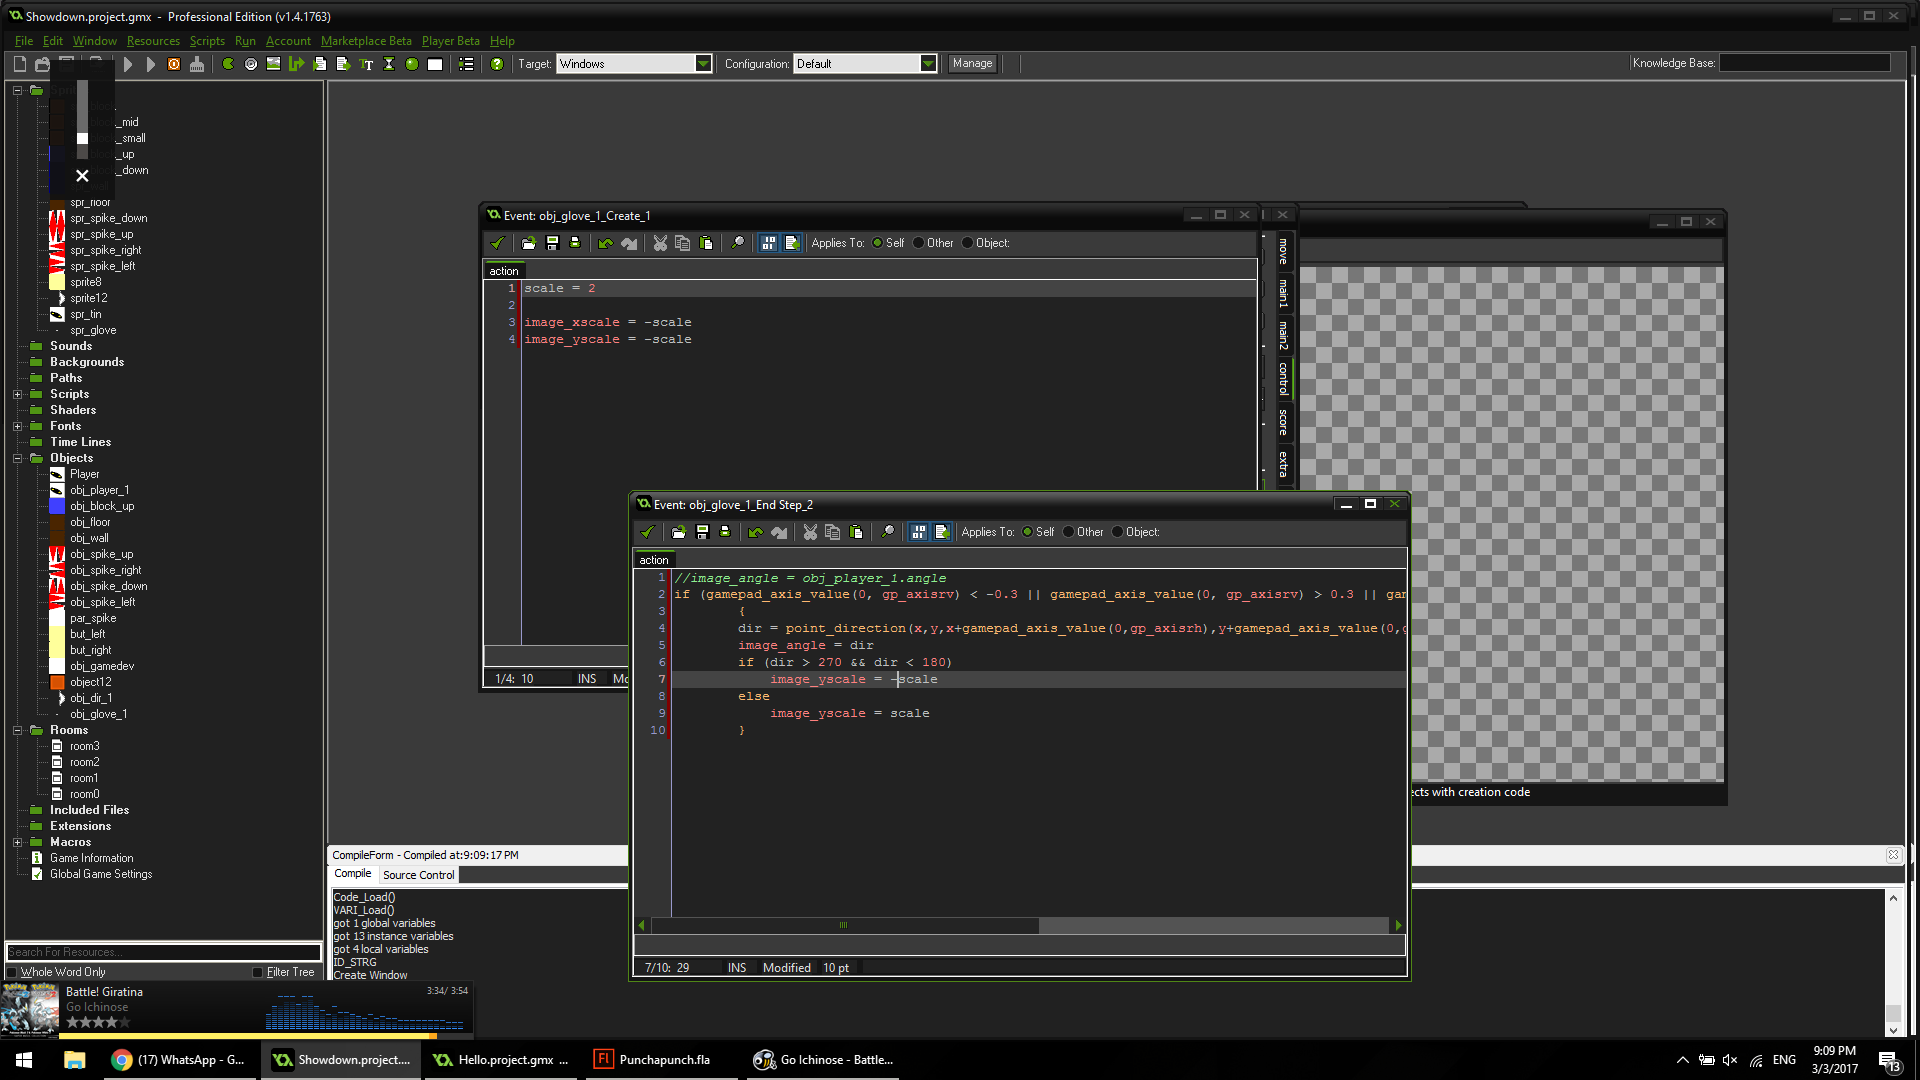 Showdown.project.gmx - Professional Edition (v1.4.1763)
File Edit Window Resources Scripts Run Account Marketplace Beta Player Beta Help
Target: Windows Configuration: Default Manage Knowledge Base:
_mid
_small
_up
_down
spr_floor
spr_spike_down
spr_spike_up
spr_spike_right
spr_spike_left
sprite8
sprite12
spr_tin
spr_glove
Sounds
Backgrounds
Paths
Scripts
Shaders
Fonts
Time Lines
Objects
Player
obj_player_1
obj_block_up
obj_floor
obj_wall
obj_spike_up
obj_spike_right
obj_spike_down
obj_spike_left
par_spike
but_left
but_right
obj_gamedev
object12
obj_dir_1
obj_glove_1
Rooms
room3
room2
room1
room0
Included Files
Extensions
Macros
Game Information
Global Game Settings
Search For Resources...
Whole Word Only Filter Tree
Event: obj_glove_1_Create_1
Applies To: Self Other Object:
action
1 scale = 2
2
3 image_xscale = -scale
4 image_yscale = -scale
1/4: 10 INS Mo
move
main1
main2
control
score
extra
Event: obj_glove_1_End Step_2
Applies To: Self Other Object:
action
1 //image_angle = obj_player_1.angle
2 if (gamepad_axis_value(0, gp_axisrv) < -0.3 || gamepad_axis_value(0, gp_axisrv) > 0.3 || gam
3 {
4 dir = point_direction(x,y,x+gamepad_axis_value(0,gp_axisrh),y+gamepad_axis_value(0,g
5 image_angle = dir
6 if (dir > 270 && dir < 180)
7 image_yscale = -scale
8 else
9 image_yscale = scale
10 }
7/10: 29 INS Modified 10 pt
ects with creation code
CompileForm - Compiled at:9:09:17 PM
Compile Source Control
Code_Load()
VARI_Load()
got 1 global variables
got 13 instance variables
got 4 local variables
ID_STRG
Create Window
Battle! Giratina
Go Ichinose
3:34/ 3:54
(17) WhatsApp - G...
Showdown.project....
Hello.project.gmx ...
Punchapunch.fla
Go Ichinose - Battle...
ENG
9:09 PM
3/3/2017
13